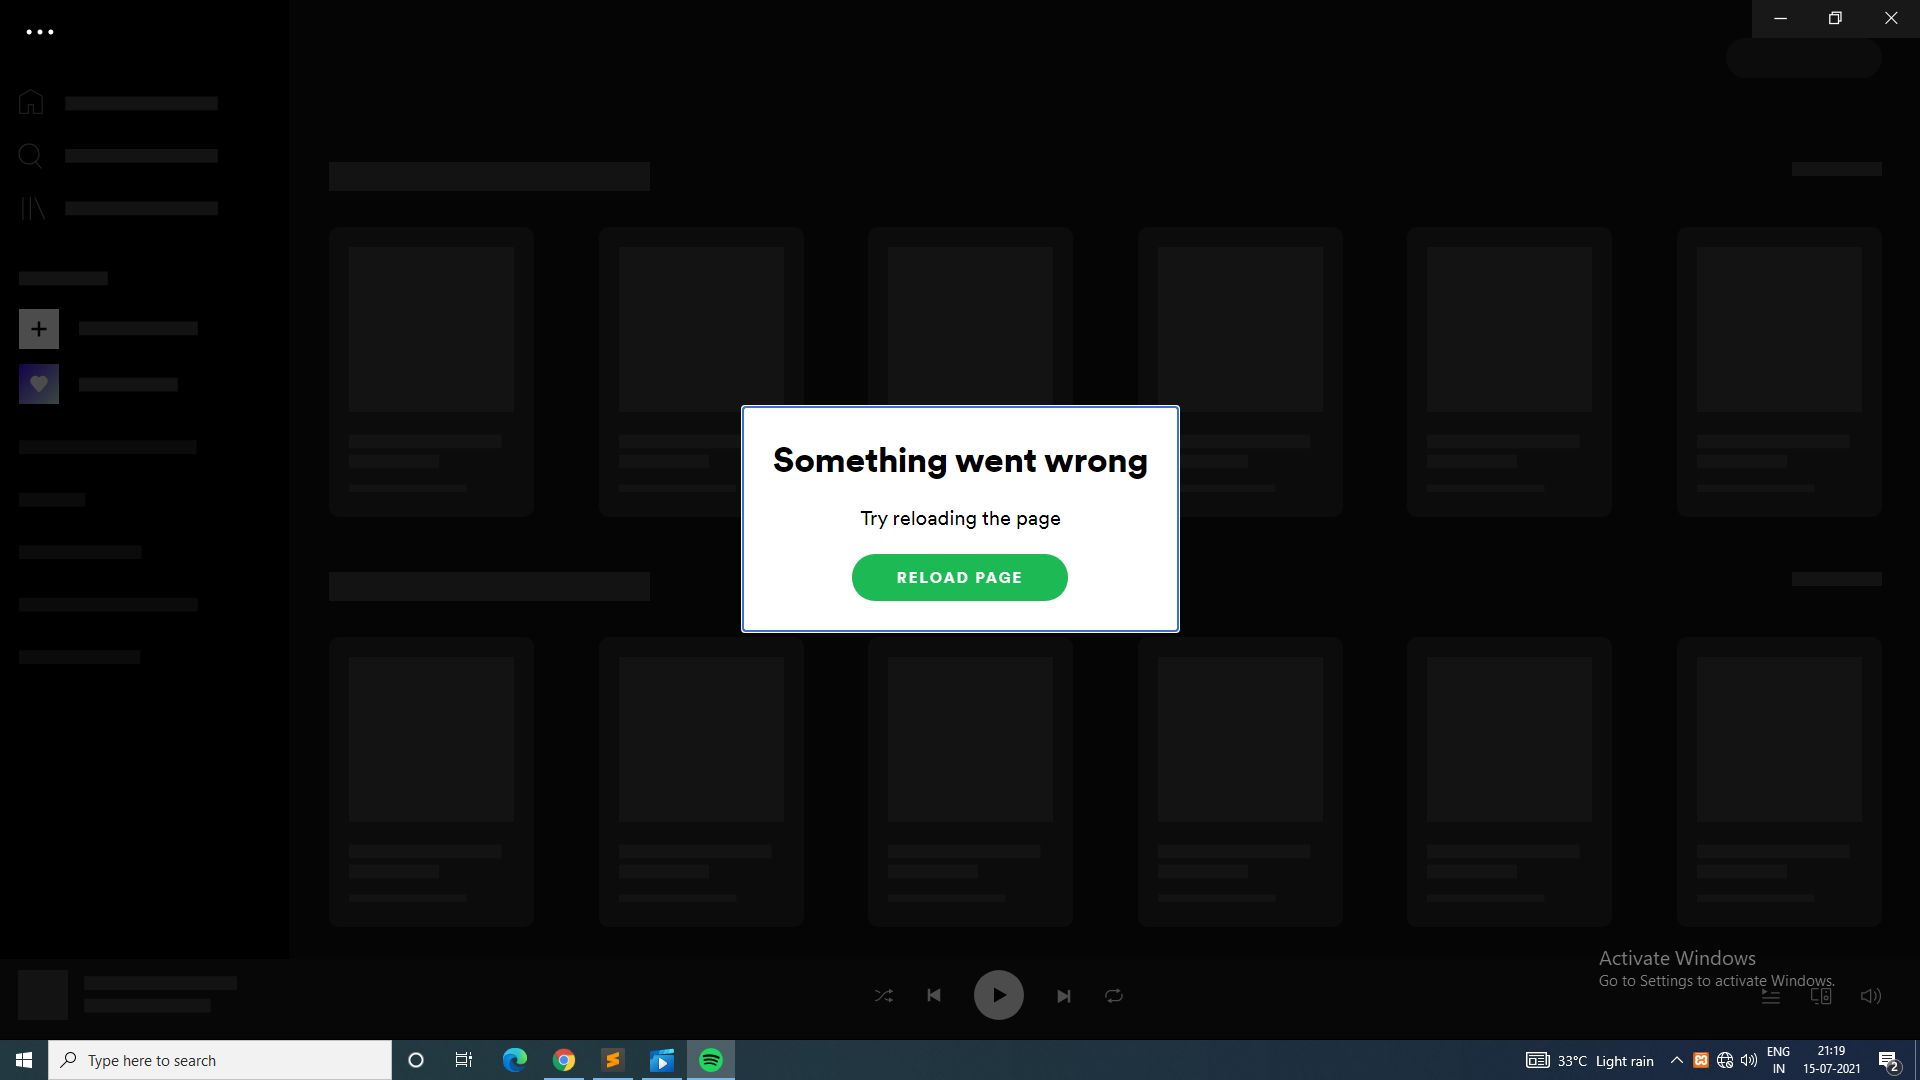 Something went wrong
Try reloading the page
RELOAD PAGE
Activate Windows
Go to Settings to activate Windows.
Type here to search
33°C Light rain
ENG
IN
21:19
15-07-2021
2